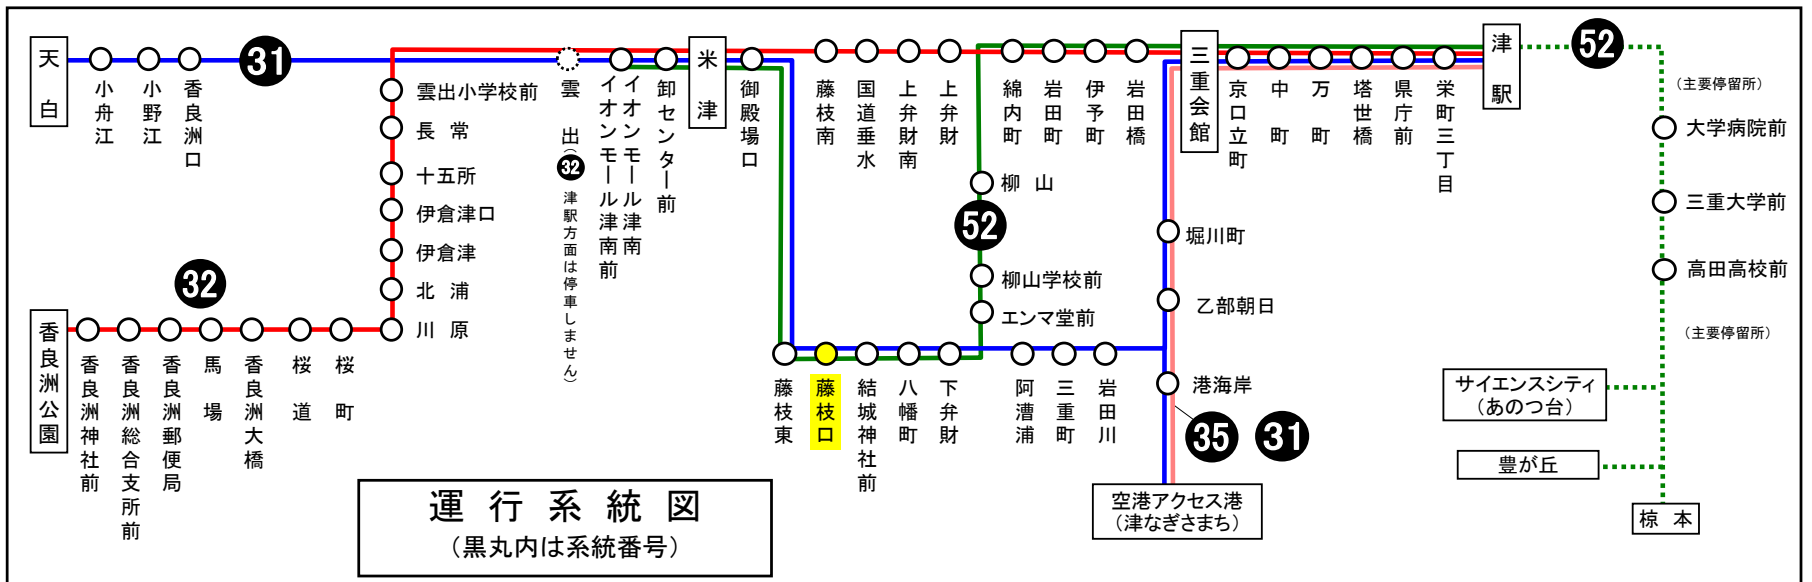 天白
小舟江
小野江
香良洲口
31
雲出小学校前
長常
十五所
伊倉津口
伊倉津
北浦
川原
32
香良洲公園
香良洲神社前
香良洲総合支所前
香良洲郵便局
馬場
香良洲大橋
桜道
桜町
雲出(32 津駅方面は停車しません)
イオンモール津南前
イオンモール津南
卸センター前
米津
御殿場口
藤枝南
国道垂水
上弁財南
上弁財
綿内町
岩田町
伊予町
岩田橋
三重会館
京口立町
中町
万町
塔世橋
県庁前
栄町三丁目
津駅
52
(主要停留所)
大学病院前
三重大学前
高田高校前
(主要停留所)
サイエンスシティ
(あのつ台)
豊が丘
椋本
柳山
52
柳山学校前
エンマ堂前
藤枝東
藤枝口
結城神社前
八幡町
下弁財
阿漕浦
三重町
岩田川
堀川町
乙部朝日
港海岸
35
31
空港アクセス港
(津なぎさまち)
運行系統図
(黒丸内は系統番号)